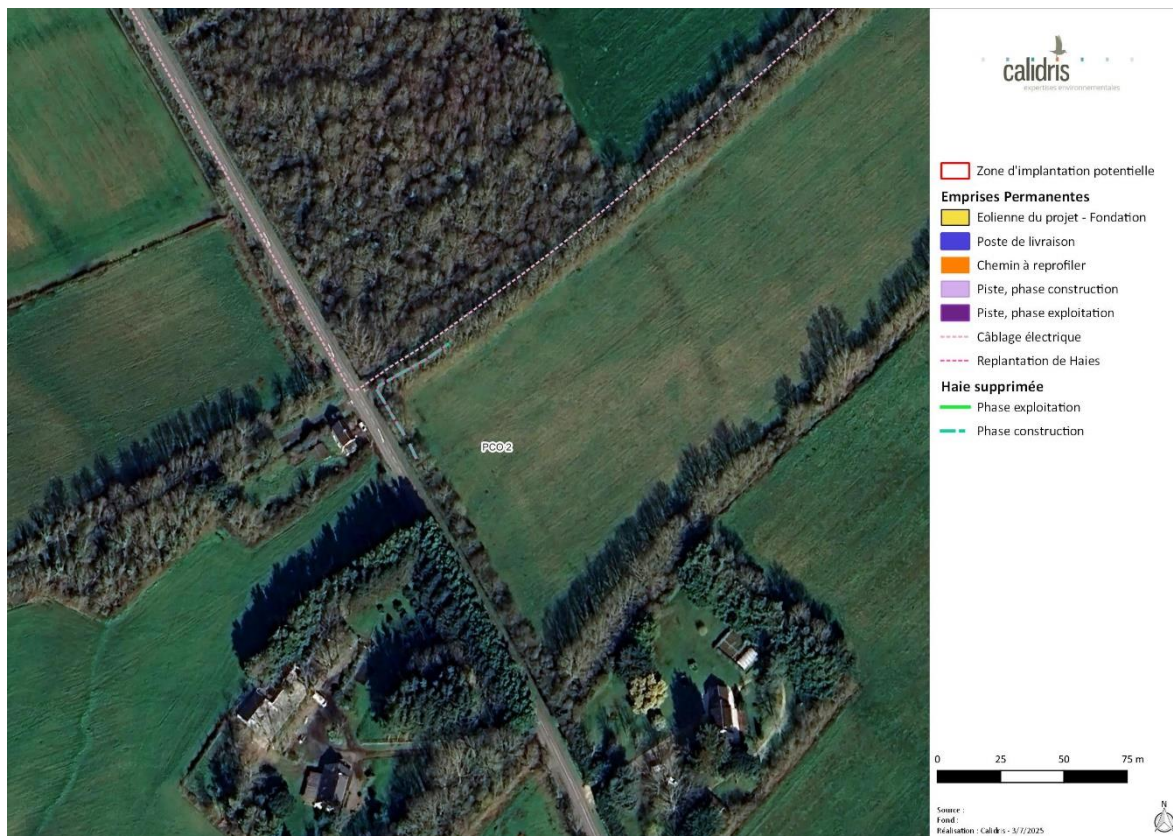 calidris
expertises environnementales
Zone d'implantation potentielle
Emprises Permanentes
Eolienne du projet - Fondation
Poste de livraison
Chemin à reprofiler
Piste, phase construction
Piste, phase exploitation
Câblage électrique
Replantation de Haies
Haie supprimée
Phase exploitation
Phase construction
PCO 2
0 25 50 75 m
Source :
Fond :
Réalisation : Calidris - 3/7/2025
N